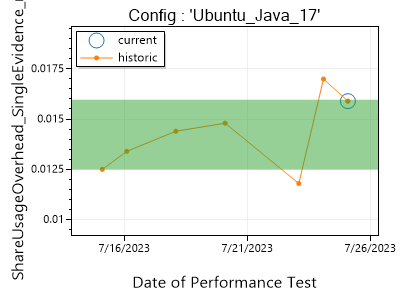 Config : 'Ubuntu_Java_17'
current
historic
0.0175
0.015
0.0125
0.01
ShareUsageOverhead_SingleEvidence_
7/16/2023
7/21/2023
7/26/2023
Date of Performance Test